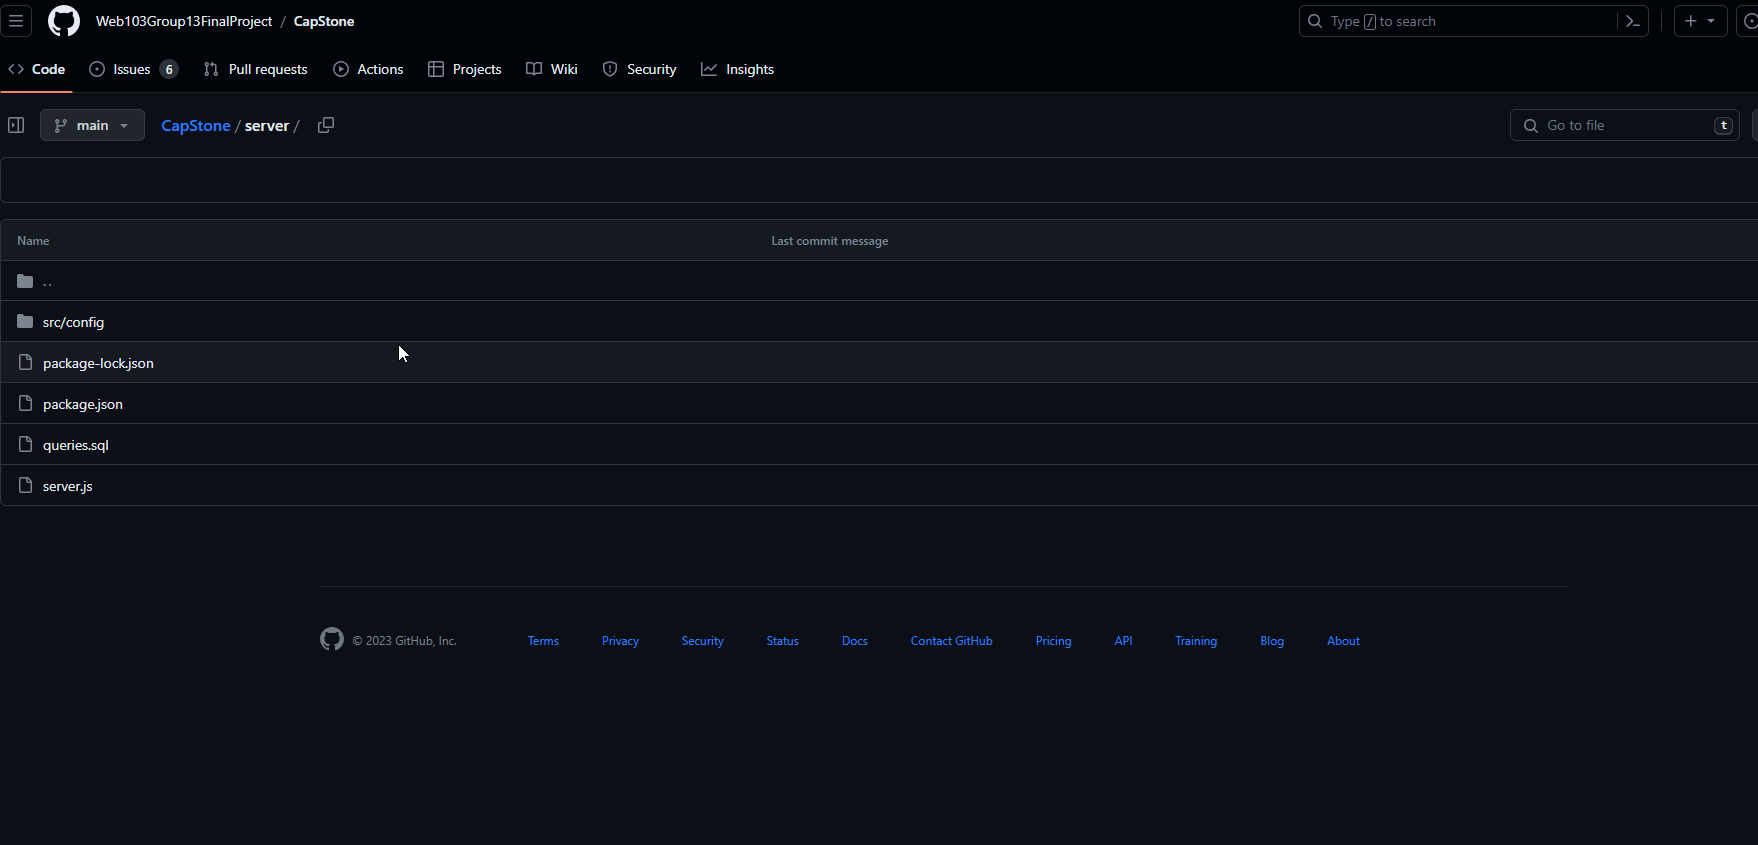 Web103Group13FinalProject / CapStone
Type / to search
Code Issues 6 Pull requests Actions Projects Wiki Security Insights
main CapStone / server / Go to file t
Name Last commit message
..
src/config
package-lock.json
package.json
queries.sql
server.js
© 2023 GitHub, Inc. Terms Privacy Security Status Docs Contact GitHub Pricing API Training Blog About